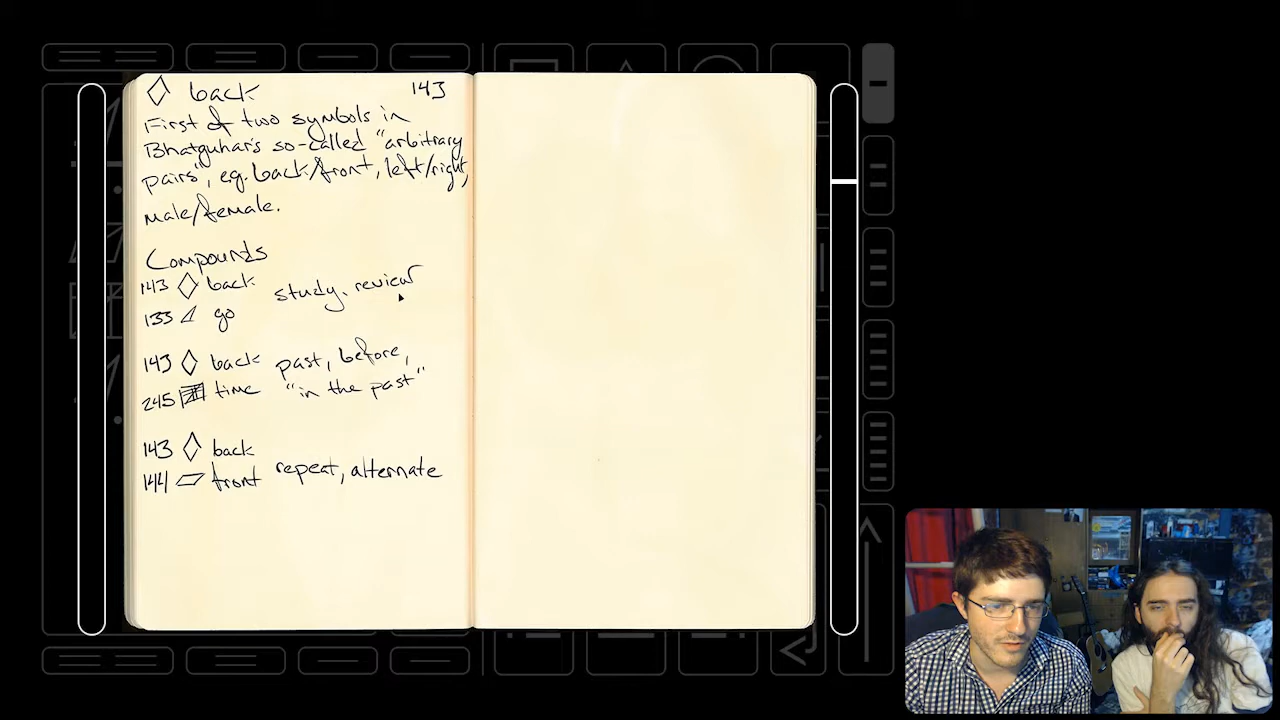 ◊ back 143
First of two symbols in
Bhatguhar's so-called "arbitrary
pairs", e.g. back/front, left/right,
male/female.
Compounds
143 ◊ back study, review
133 go
143 ◊ back past, before,
245 time "in the past"
143 ◊ back
144 ▱ front repeat, alternate